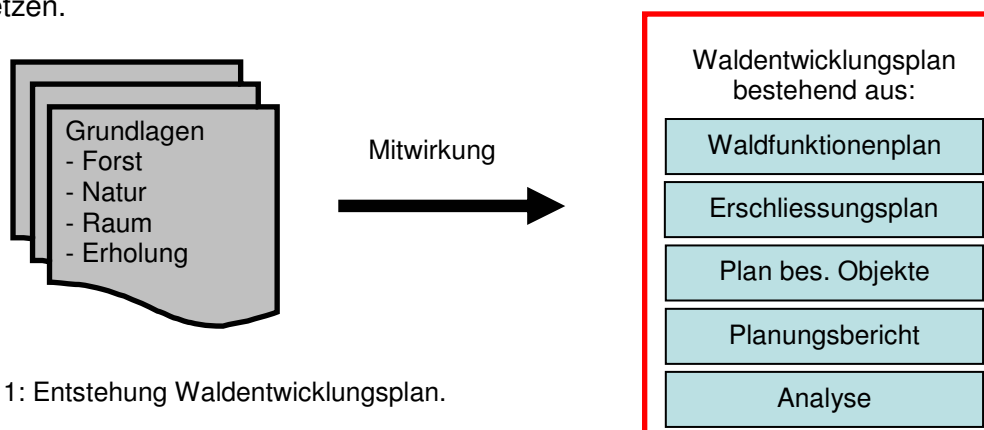 etzen.
Grundlagen
- Forst
- Natur
- Raum
- Erholung
Mitwirkung
Waldentwicklungsplan
bestehend aus:
Waldfunktionenplan
Erschliessungsplan
Plan bes. Objekte
Planungsbericht
Analyse
1: Entstehung Waldentwicklungsplan.